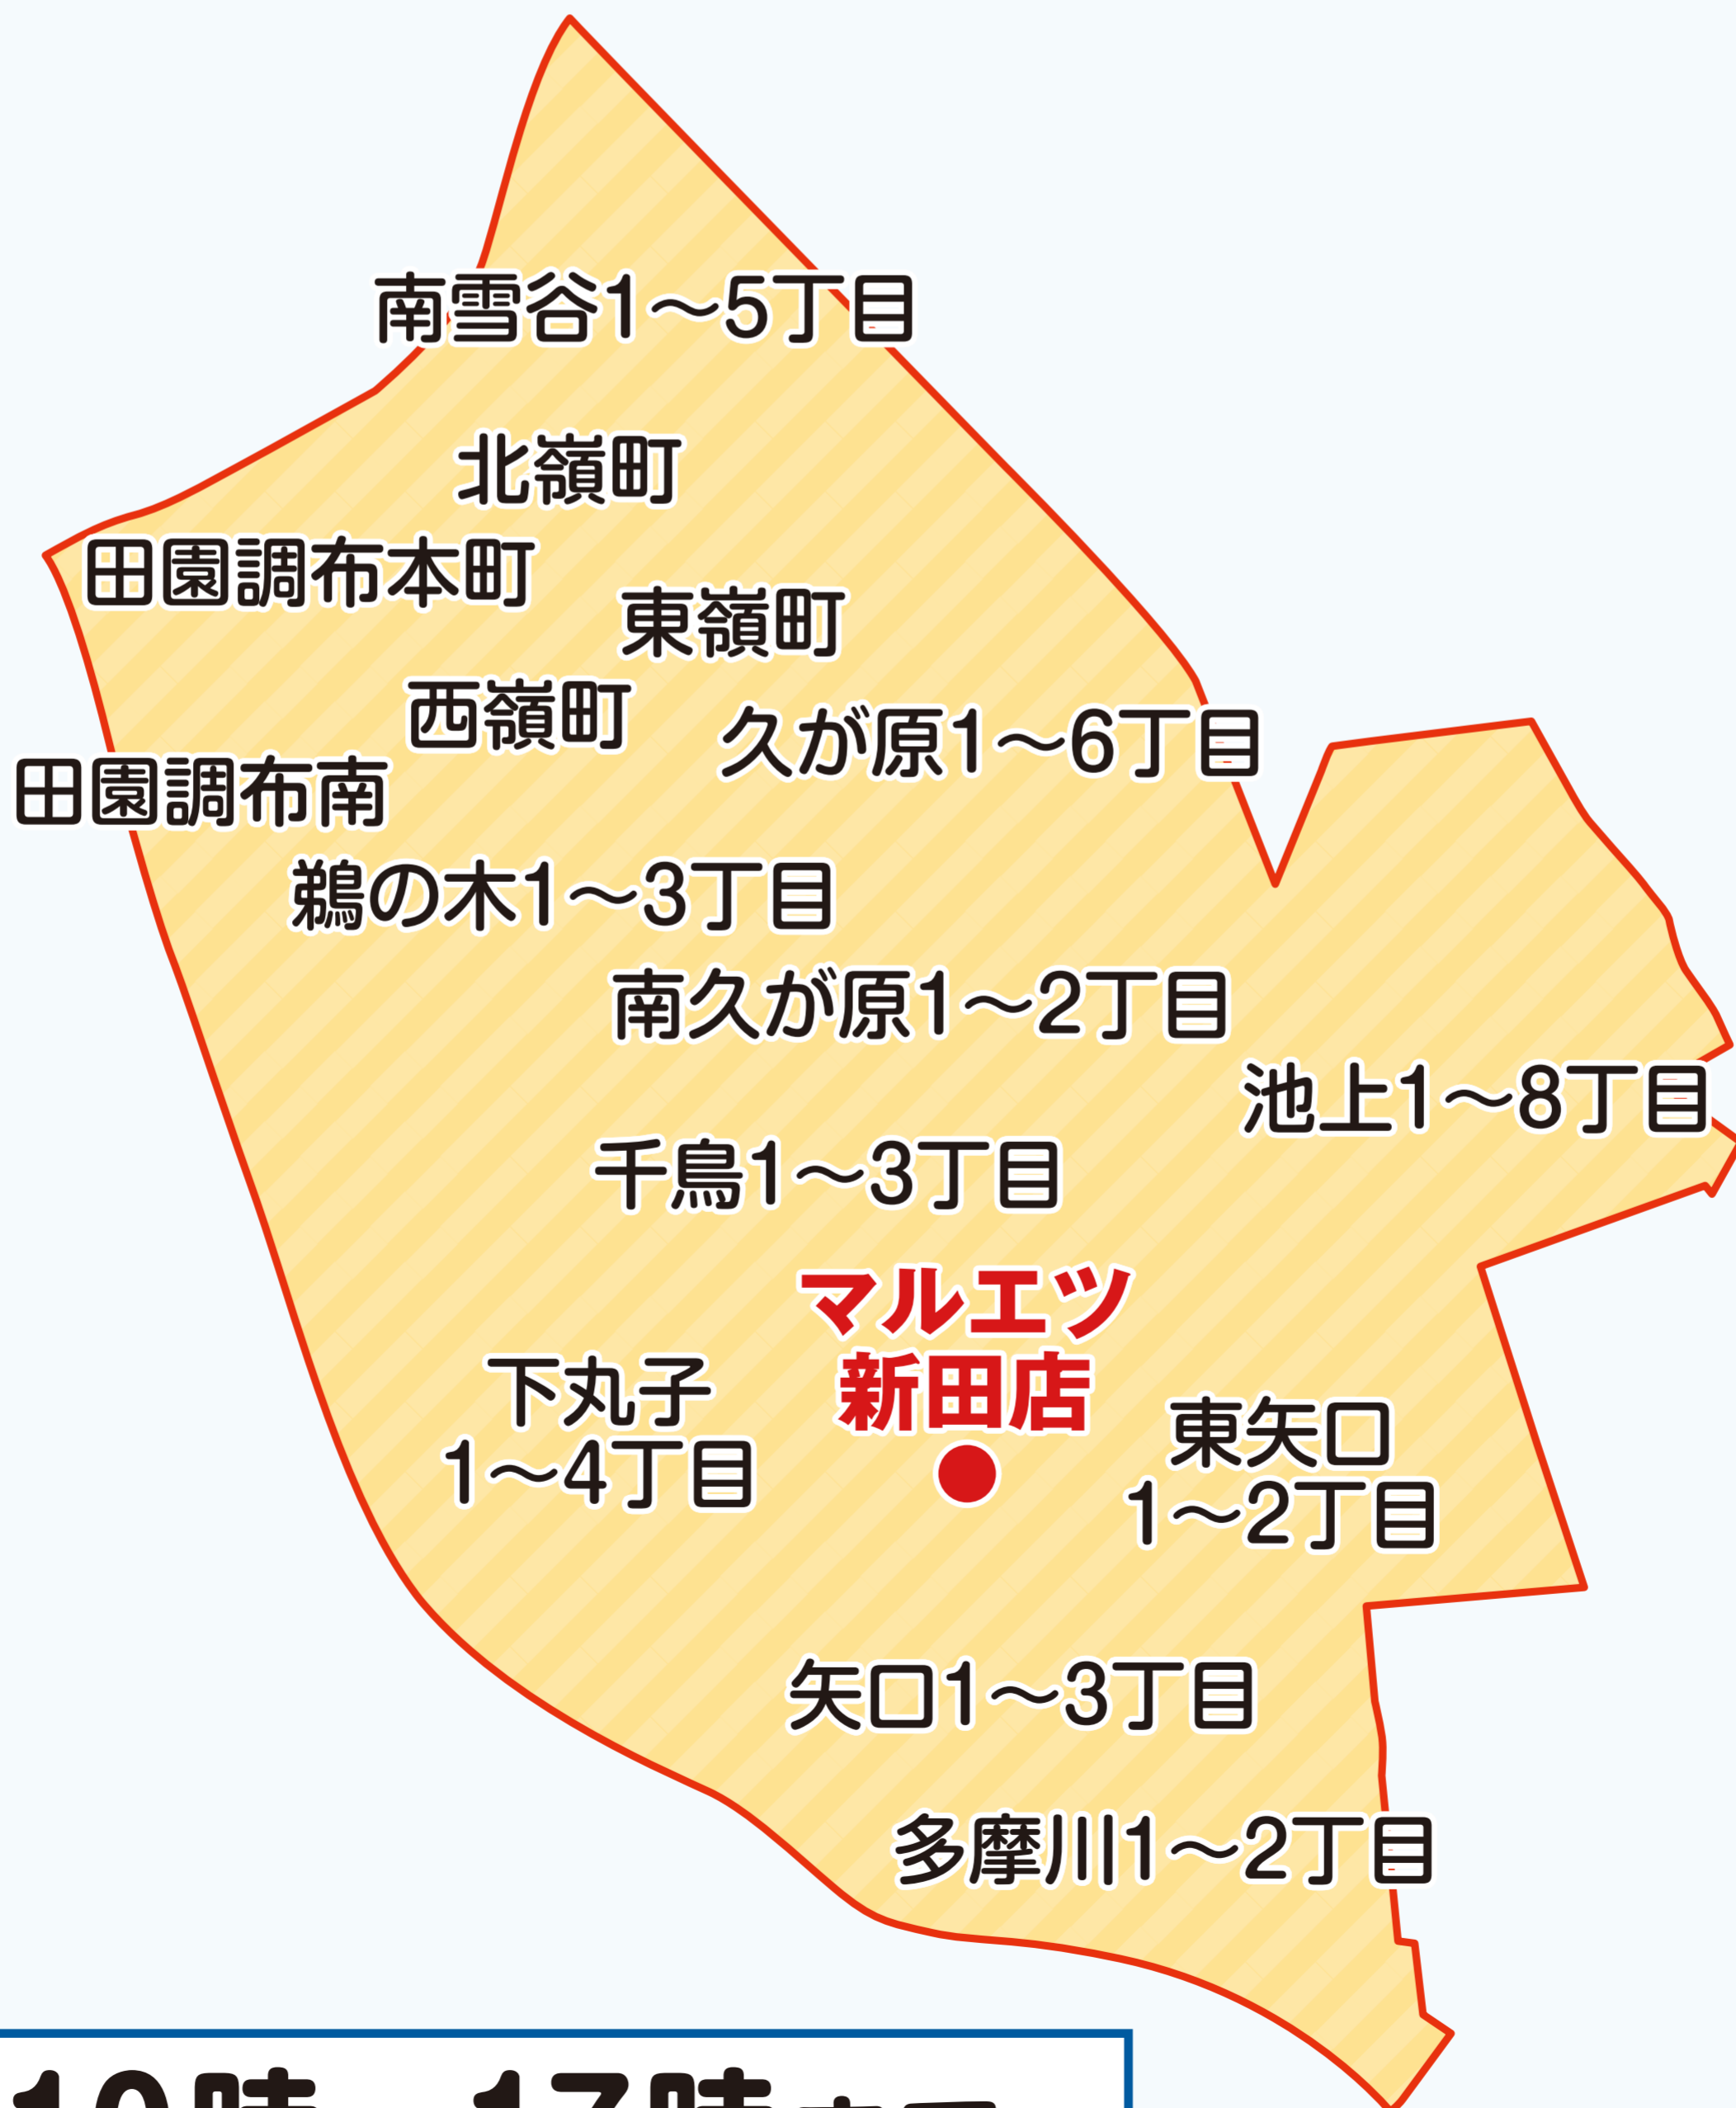 南雪谷1〜5丁目
北嶺町
田園調布本町
東嶺町
西嶺町
久が原1〜6丁目
田園調布南
鵜の木1〜3丁目
南久が原1〜2丁目
池上1〜8丁目
千鳥1〜3丁目
マルエツ
新田店
下丸子
1〜4丁目
東矢口
1〜2丁目
矢口1〜3丁目
多摩川1〜2丁目